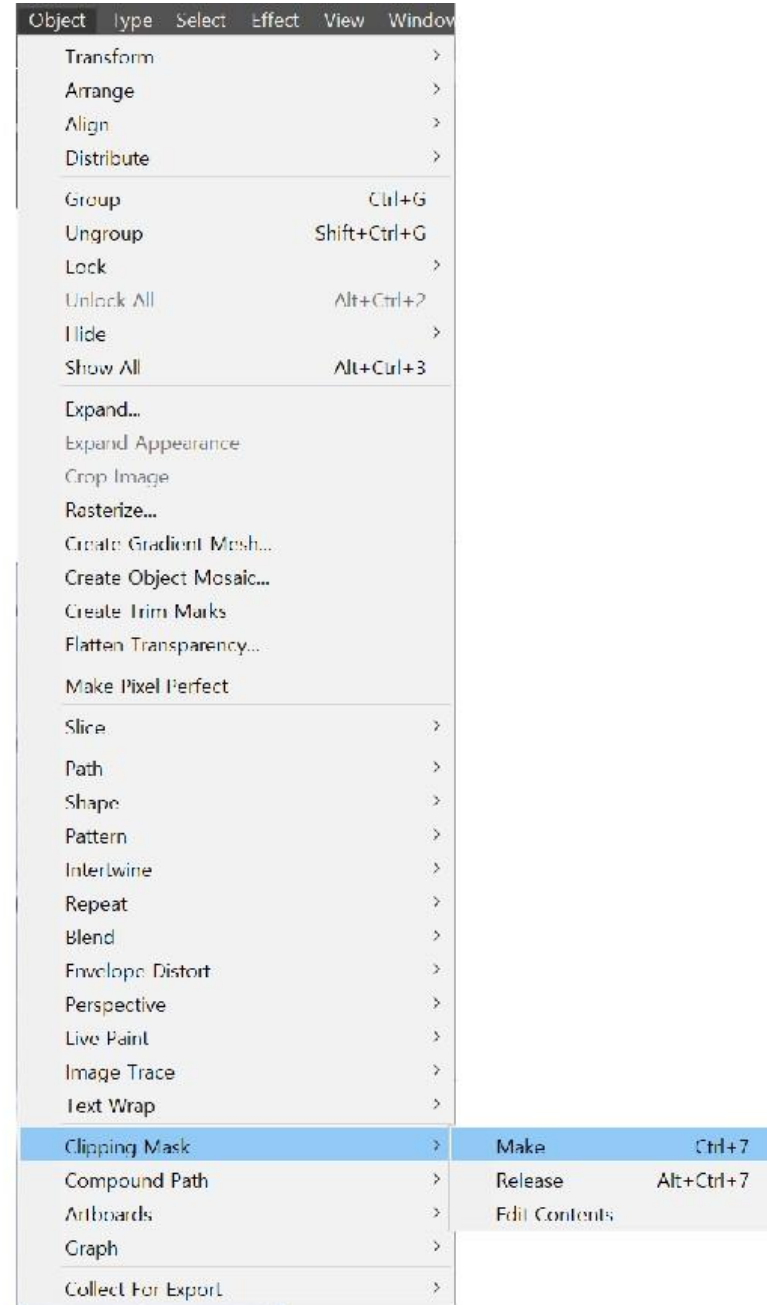 Object Type Select Effect View Window
Transform >
Arrange >
Align >
Distribute >
Group Ctrl+G
Ungroup Shift+Ctrl+G
Lock >
Unlock All Alt+Ctrl+2
Hide >
Show All Alt+Ctrl+3
Expand...
Expand Appearance
Crop Image
Rasterize...
Create Gradient Mesh...
Create Object Mosaic...
Create Trim Marks
Flatten Transparency...
Make Pixel Perfect
Slice >
Path >
Shape >
Pattern >
Intertwine >
Repeat >
Blend >
Envelope Distort >
Perspective >
Live Paint >
Image Trace >
Text Wrap >
Clipping Mask > Make Ctrl+7
Compound Path > Release Alt+Ctrl+7
Artboards > Edit Contents
Graph >
Collect For Export >